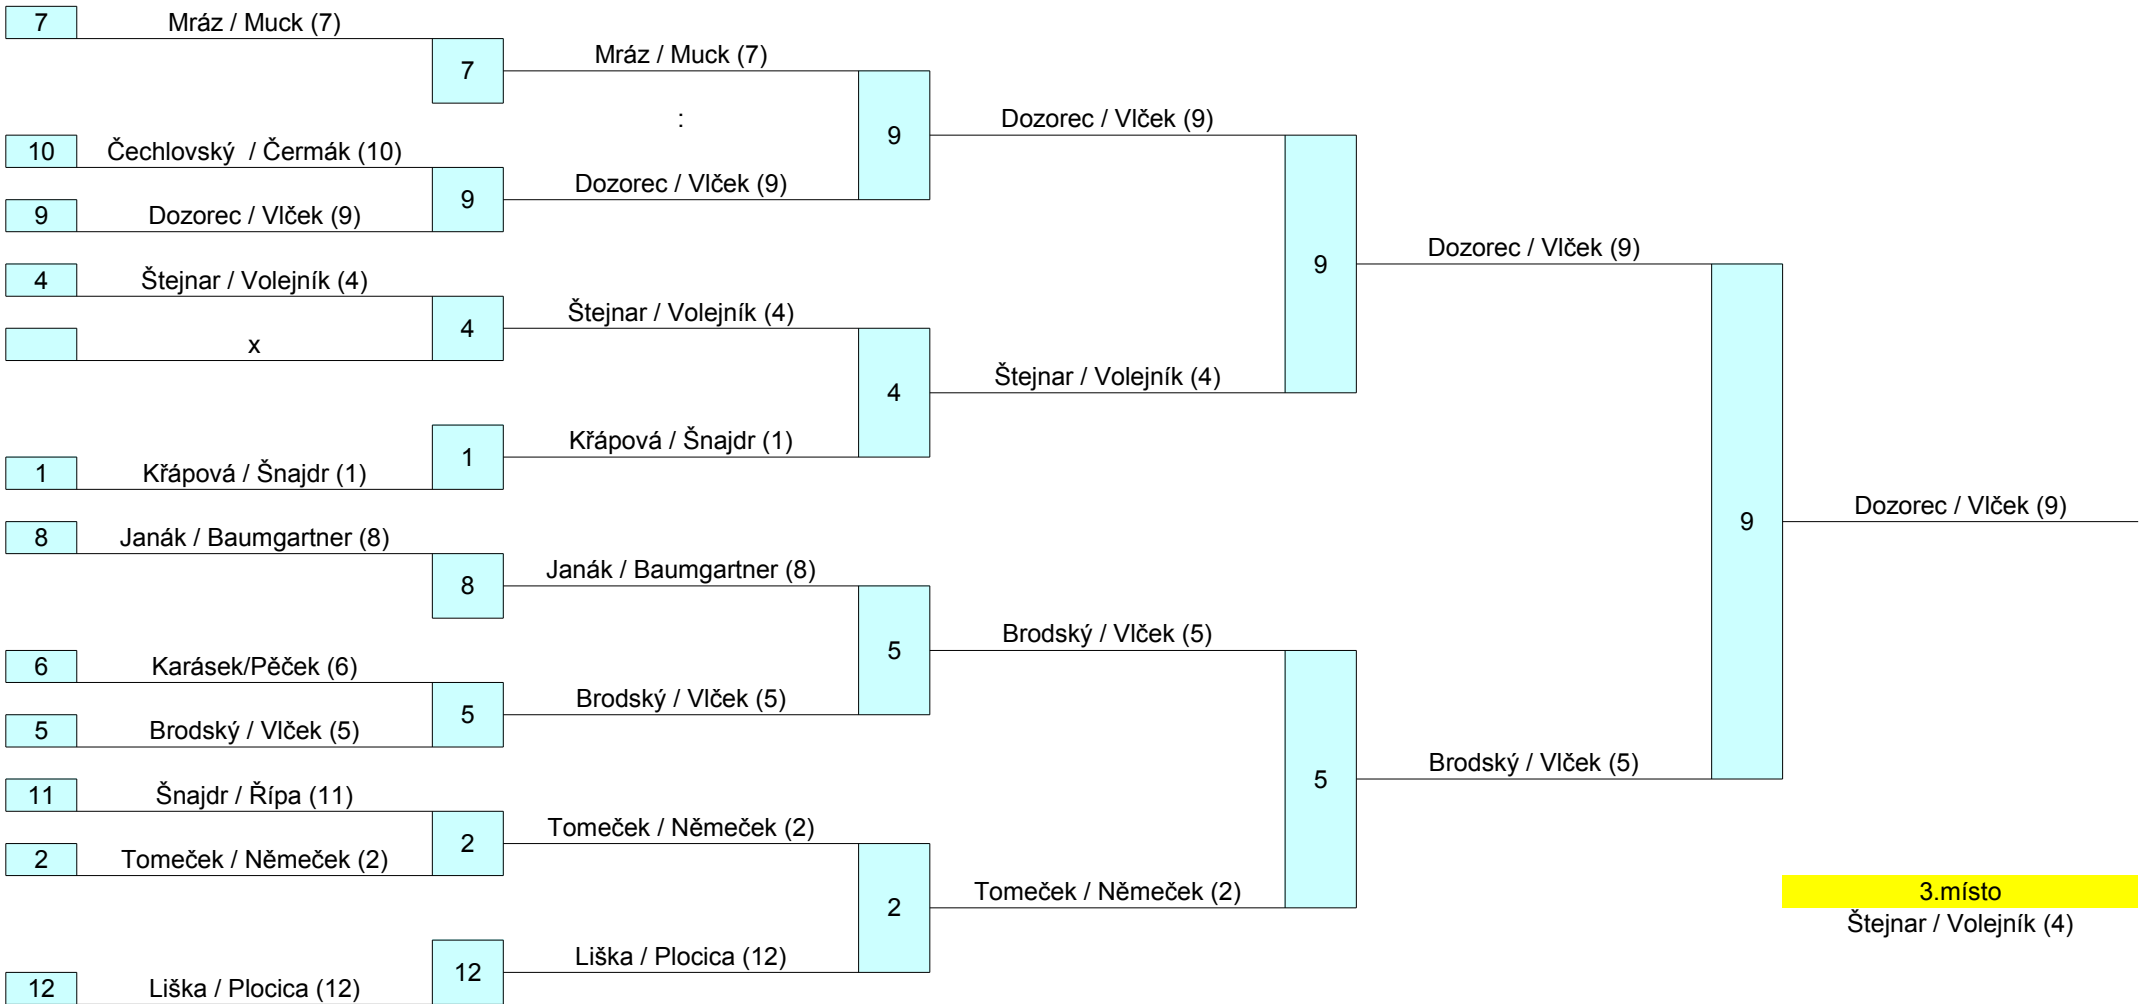 7 Mráz / Muck (7)
7 Mráz / Muck (7)
:
9 Dozorec / Vlček (9)
10 Čechlovský / Čermák (10)
9 Dozorec / Vlček (9)
9 Dozorec / Vlček (9)
9 Dozorec / Vlček (9)
4 Štejnar / Volejník (4)
4 Štejnar / Volejník (4)
x
4 Štejnar / Volejník (4)
1 Křápová / Šnajdr (1)
1 Křápová / Šnajdr (1)
9 Dozorec / Vlček (9)
8 Janák / Baumgartner (8)
8 Janák / Baumgartner (8)
5 Brodský / Vlček (5)
6 Karásek/Pěček (6)
5 Brodský / Vlček (5)
5 Brodský / Vlček (5)
5 Brodský / Vlček (5)
11 Šnajdr / Řípa (11)
2 Tomeček / Němeček (2)
2 Tomeček / Němeček (2)
2 Tomeček / Němeček (2)
3.místo
Štejnar / Volejník (4)
12 Liška / Plocica (12)
12 Liška / Plocica (12)